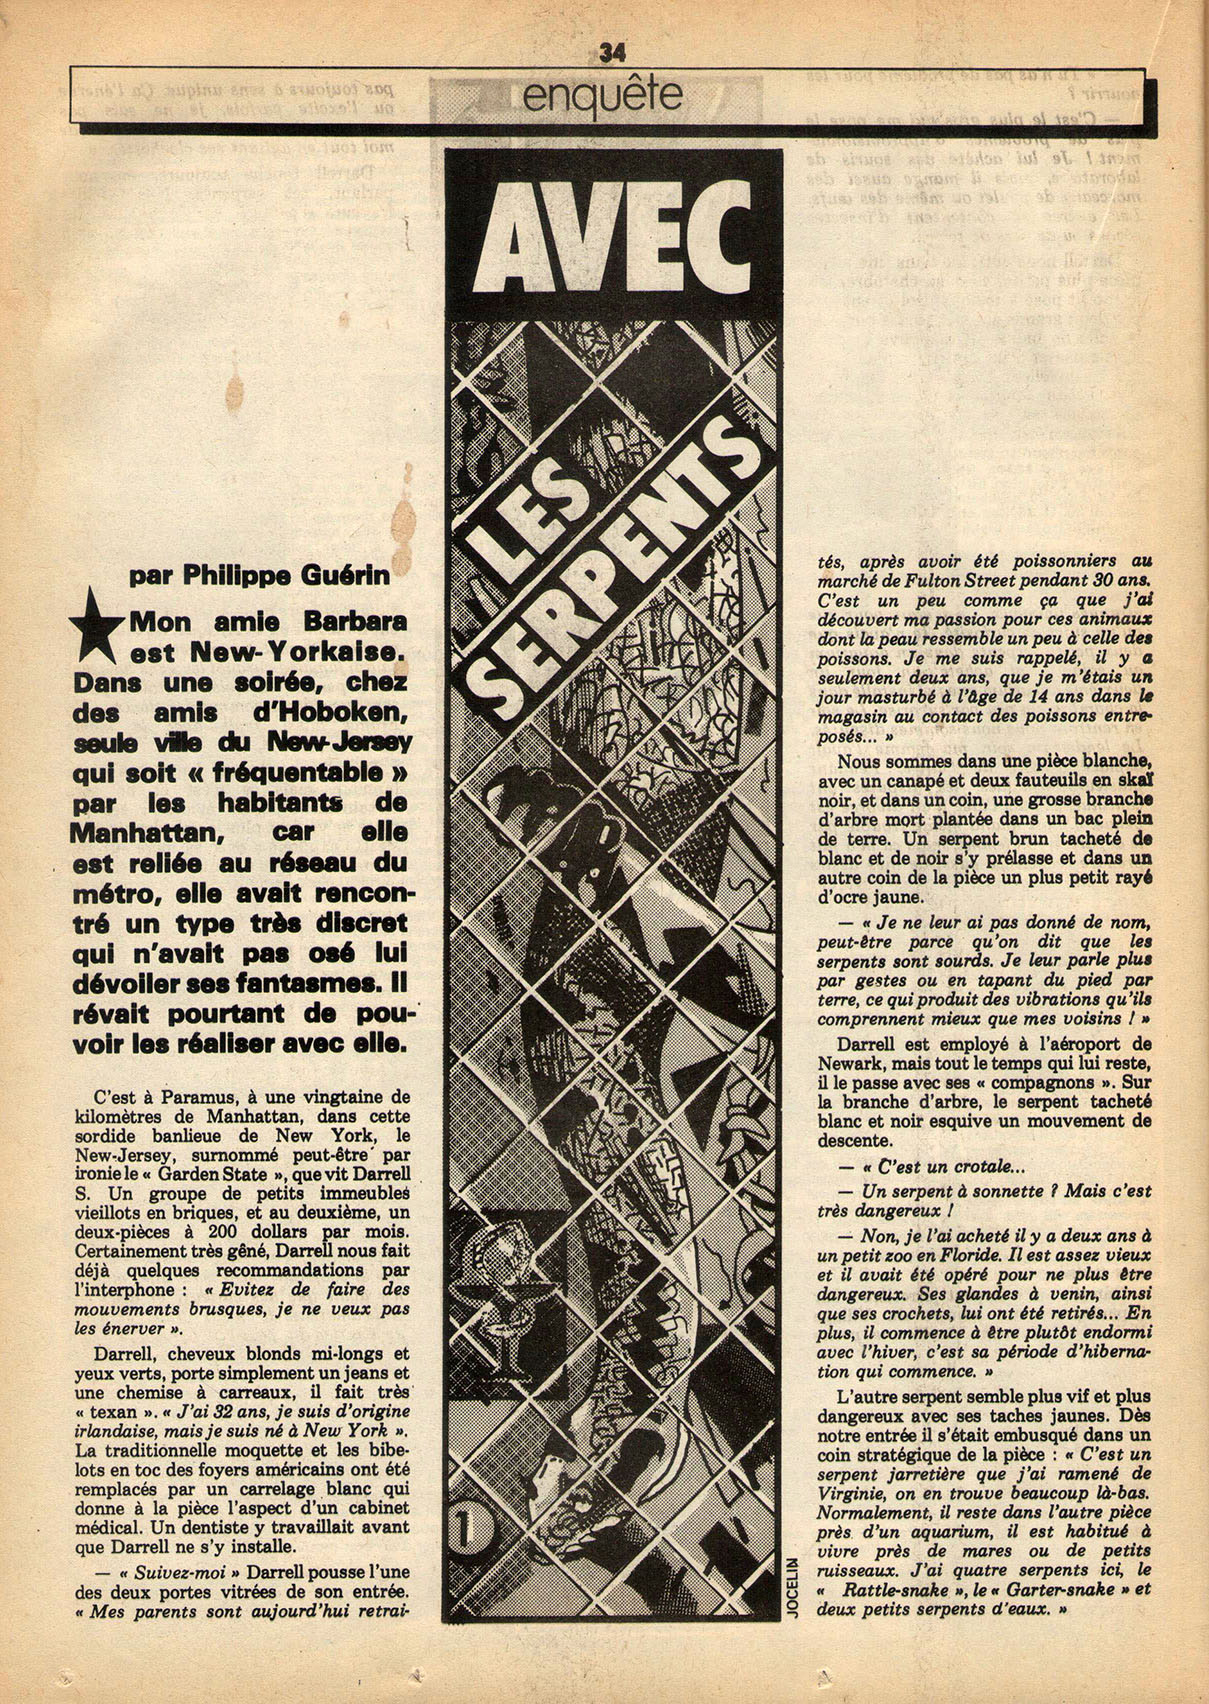 34
enquête
AVEC
LES
SERPENTS
par Philippe Guérin
Mon amie Barbara
est New-Yorkaise.
Dans une soirée, chez
des amis d'Hoboken,
seule ville du New-Jersey
qui soit « fréquentable »
par les habitants de
Manhattan, car elle
est reliée au réseau du
métro, elle avait rencon-
tré un type très discret
qui n'avait pas osé lui
dévoiler ses fantasmes. Il
rêvait pourtant de pou-
voir les réaliser avec elle.
C'est à Paramus, à une vingtaine de
kilomètres de Manhattan, dans cette
sordide banlieue de New York, le
New-Jersey, surnommé peut-être par
ironie le « Garden State », que vit Darrell
S. Un groupe de petits immeubles
vieillots en briques, et au deuxième, un
deux-pièces à 200 dollars par mois.
Certainement très gêné, Darrell nous fait
déjà quelques recommandations par
l'interphone : « Evitez de faire des
mouvements brusques, je ne veux pas
les énerver ».
Darrell, cheveux blonds mi-longs et
yeux verts, porte simplement un jeans et
une chemise à carreaux, il fait très
« texan ». « J'ai 32 ans, je suis d'origine
irlandaise, mais je suis né à New York ».
La traditionnelle moquette et les bibe-
lots en toc des foyers américains ont été
remplacés par un carrelage blanc qui
donne à la pièce l'aspect d'un cabinet
médical. Un dentiste y travaillait avant
que Darrell ne s'y installe.
— « Suivez-moi » Darrell pousse l'une
des deux portes vitrées de son entrée.
« Mes parents sont aujourd'hui retrai-
1
JOCELIN
tés, après avoir été poissonniers au
marché de Fulton Street pendant 30 ans.
C'est un peu comme ça que j'ai
découvert ma passion pour ces animaux
dont la peau ressemble un peu à celle des
poissons. Je me suis rappelé, il y a
seulement deux ans, que je m'étais un
jour masturbé à l'âge de 14 ans dans le
magasin au contact des poissons entre-
posés... »
Nous sommes dans une pièce blanche,
avec un canapé et deux fauteuils en skaï
noir, et dans un coin, une grosse branche
d'arbre mort plantée dans un bac plein
de terre. Un serpent brun tacheté de
blanc et de noir s'y prélasse et dans un
autre coin de la pièce un plus petit rayé
d'ocre jaune.
— « Je ne leur ai pas donné de nom,
peut-être parce qu'on dit que les
serpents sont sourds. Je leur parle plus
par gestes ou en tapant du pied par
terre, ce qui produit des vibrations qu'ils
comprennent mieux que mes voisins ! »
Darrell est employé à l'aéroport de
Newark, mais tout le temps qui lui reste,
il le passe avec ses « compagnons ». Sur
la branche d'arbre, le serpent tacheté
blanc et noir esquive un mouvement de
descente.
— « C'est un crotale...
— Un serpent à sonnette ? Mais c'est
très dangereux !
— Non, je l'ai acheté il y a deux ans à
un petit zoo en Floride. Il est assez vieux
et il avait été opéré pour ne plus être
dangereux. Ses glandes à venin, ainsi
que ses crochets, lui ont été retirés... En
plus, il commence à être plutôt endormi
avec l'hiver, c'est sa période d'hiberna-
tion qui commence. »
L'autre serpent semble plus vif et plus
dangereux avec ses taches jaunes. Dès
notre entrée il s'était embusqué dans un
coin stratégique de la pièce : « C'est un
serpent jarretière que j'ai ramené de
Virginie, on en trouve beaucoup là-bas.
Normalement, il reste dans l'autre pièce
près d'un aquarium, il est habitué à
vivre près de mares ou de petits
ruisseaux. J'ai quatre serpents ici, le
« Rattle-snake », le « Garter-snake » et
deux petits serpents d'eaux. »